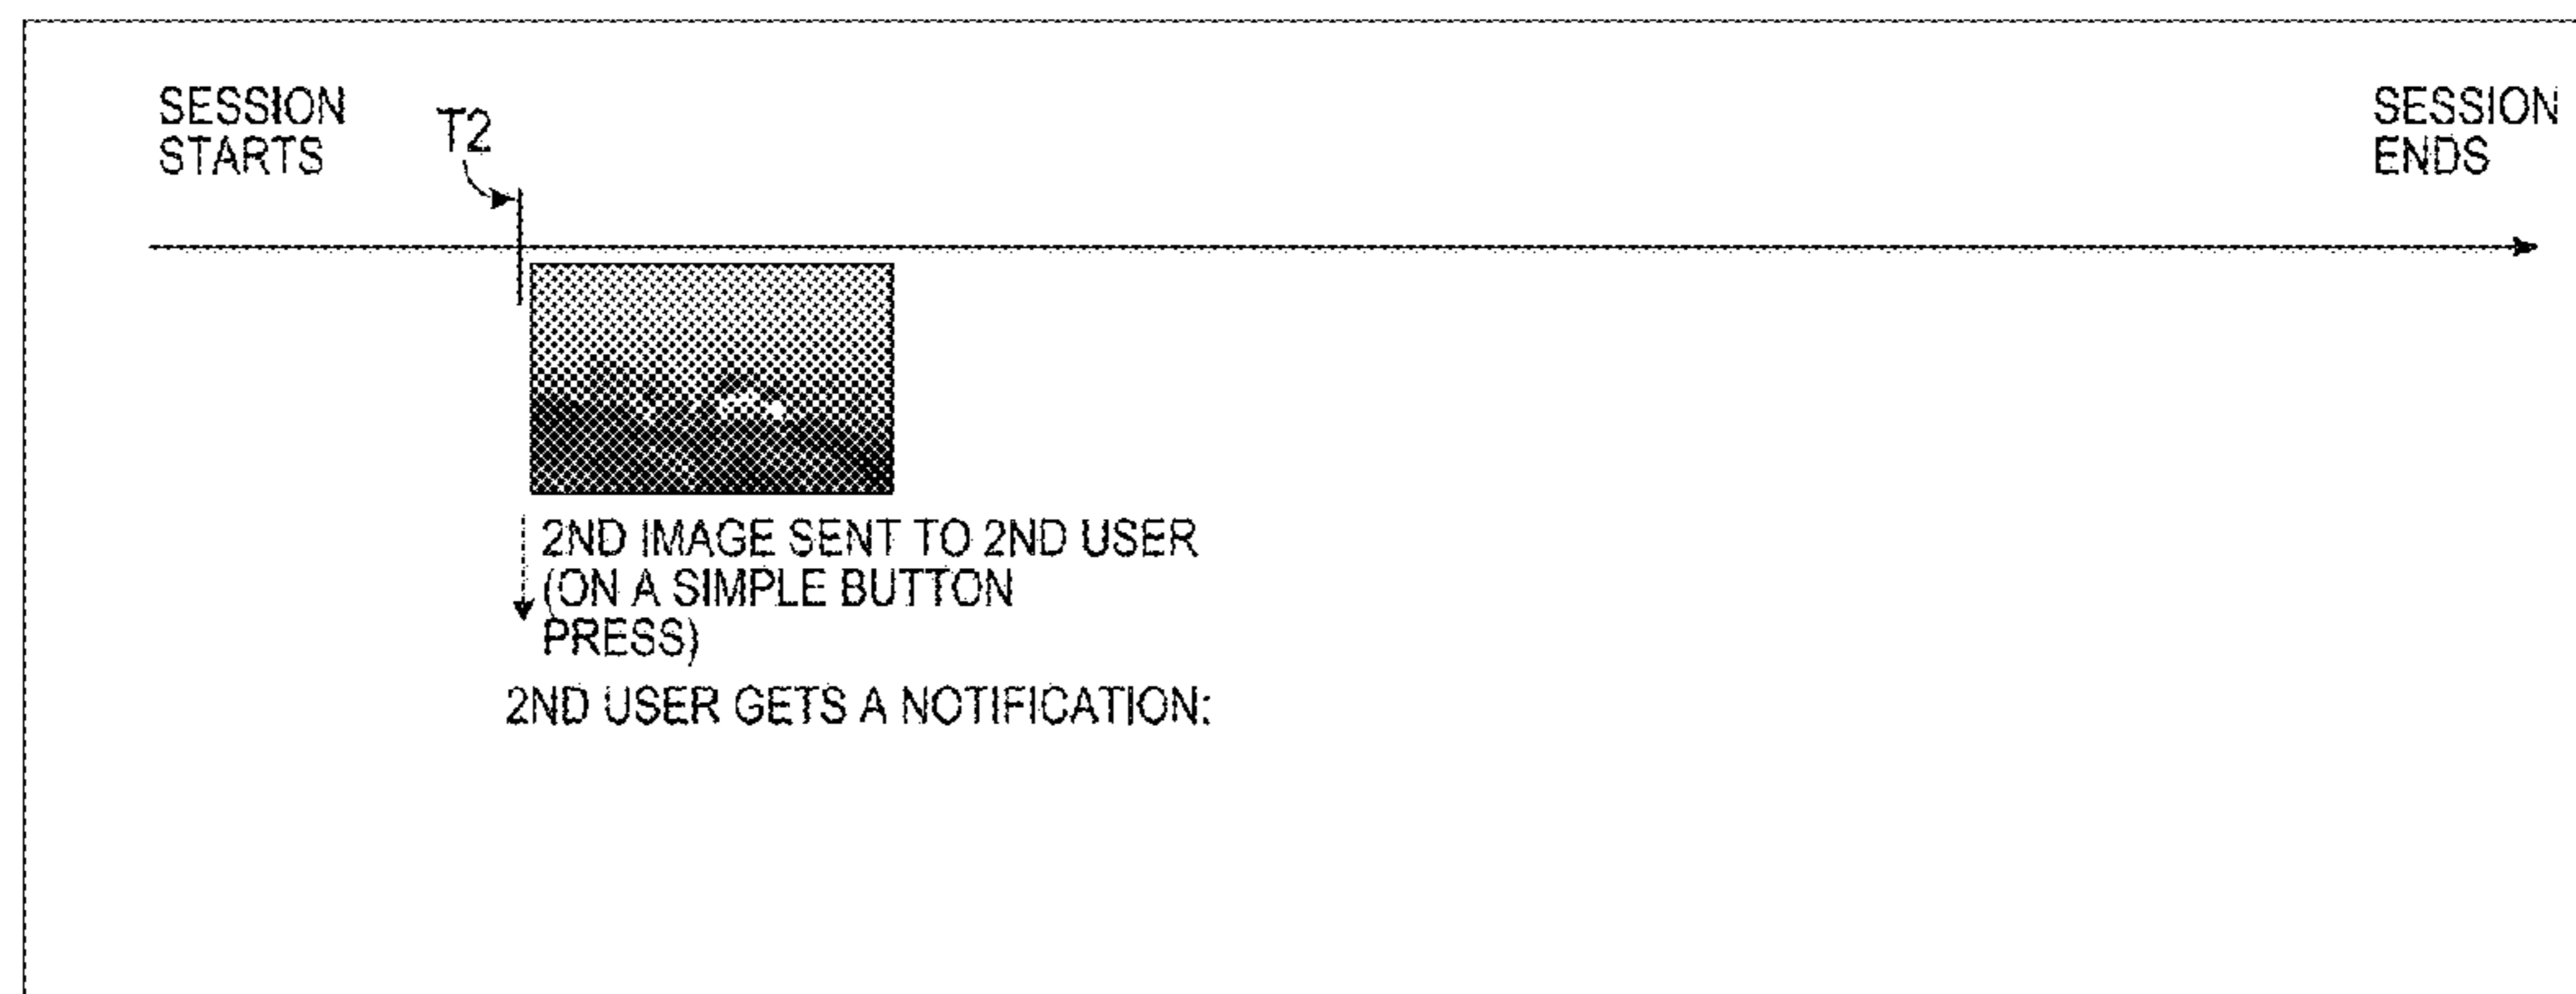 SESSION
STARTS
T2
SESSION
ENDS
2ND IMAGE SENT TO 2ND USER
(ON A SIMPLE BUTTON
PRESS)
2ND USER GETS A NOTIFICATION: